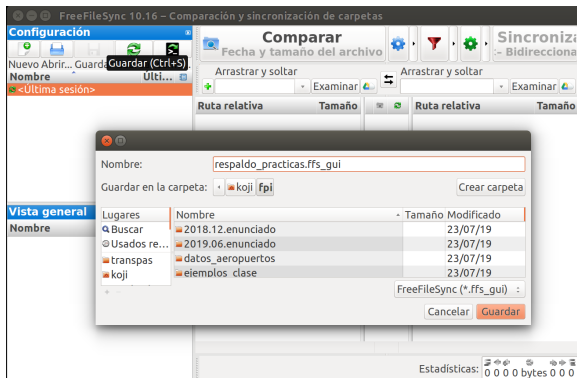 FreeFileSync 10.16 – Comparación y sincronización de carpetas
Configuración
Nuevo Abrir... Guarda
Guardar (Ctrl+S)
Nombre Últi...
<Última sesión>
Comparar
Fecha y tamaño del archivo
Sincroniza
:– Bidirecciona
Arrastrar y soltar
Examinar
Arrastrar y soltar
Examinar
Ruta relativa Tamaño
Ruta relativa Tamaño
Nombre: respaldo_practicas.ffs_gui
Guardar en la carpeta: koji fpi Crear carpeta
Lugares Nombre Tamaño Modificado
Buscar 2018.12.enunciado 23/07/19
Usados re... 2019.06.enunciado 23/07/19
transpas datos_aeropuertos 23/07/19
koji ejemplos_clase 23/07/19
FreeFileSync (*.ffs_gui)
Cancelar Guardar
Vista general
Nombre
Estadísticas: 0 0 0 0 bytes 0 0 0